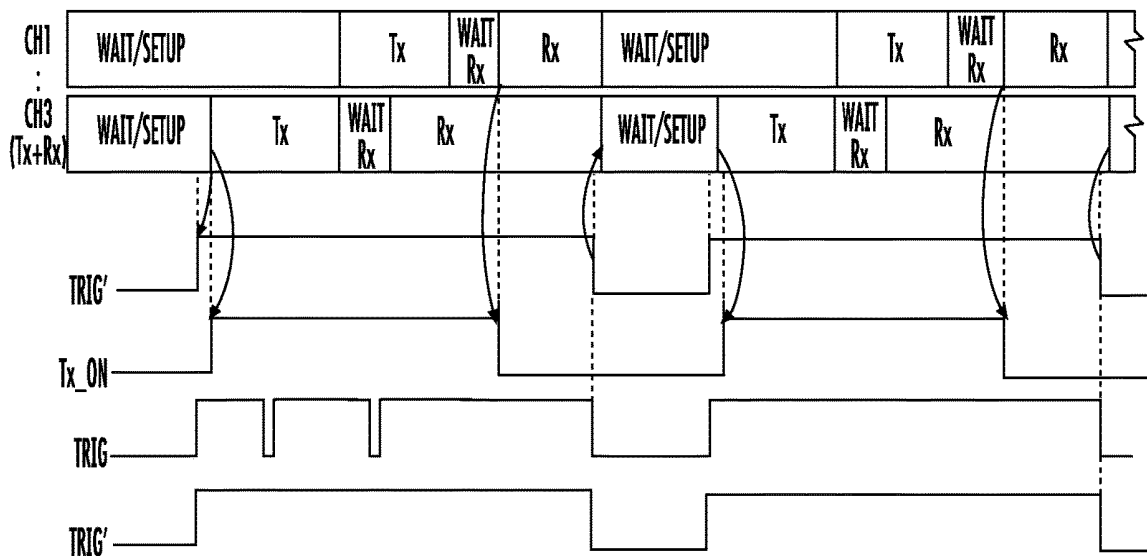 CH1
WAIT/SETUP
Tx
WAIT
Rx
Rx
WAIT/SETUP
Tx
WAIT
Rx
Rx
:
CH3
(Tx+Rx)
WAIT/SETUP
Tx
WAIT
Rx
Rx
WAIT/SETUP
Tx
WAIT
Rx
Rx
TRIG'
Tx_ON
TRIG
TRIG'